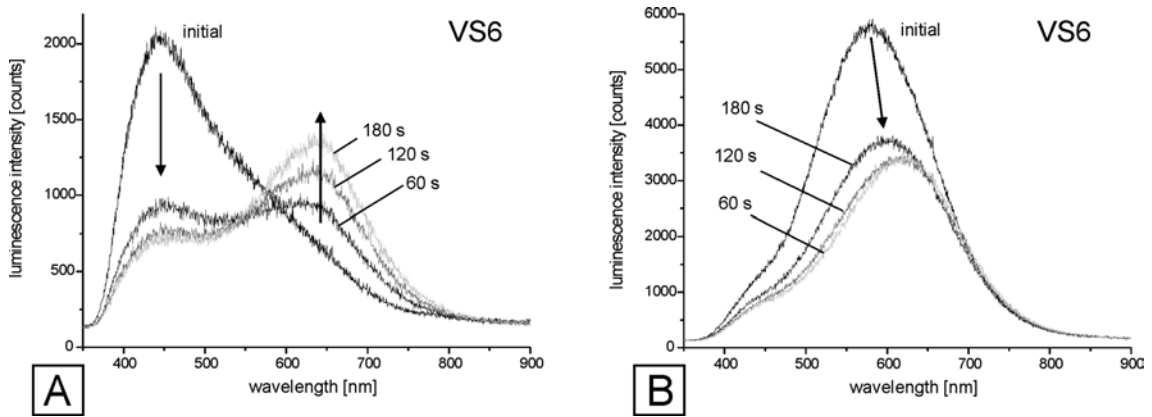 initial
VS6
180 s
120 s
60 s
luminescence intensity [counts]
2000
1500
1000
500
0
400
500
600
700
800
900
wavelength [nm]
A
initial
VS6
180 s
120 s
60 s
luminescence intensity [counts]
6000
5000
4000
3000
2000
1000
0
400
500
600
700
800
900
wavelength [nm]
B